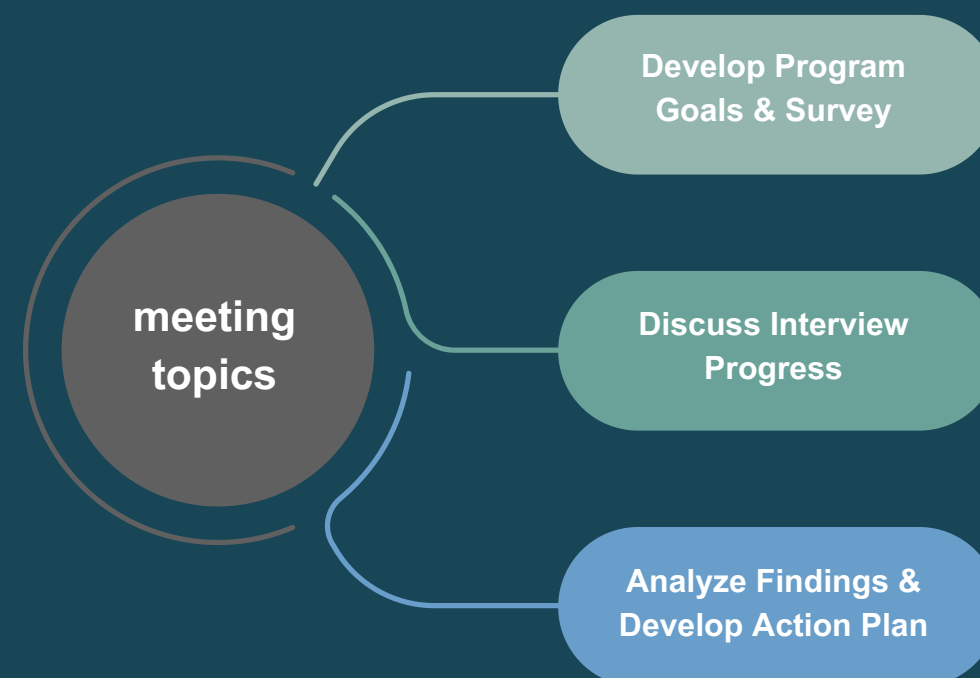 meeting
topics
Develop Program
Goals & Survey
Discuss Interview
Progress
Analyze Findings &
Develop Action Plan